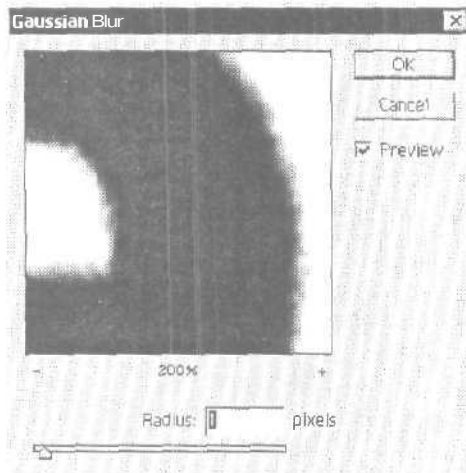 Gaussian Blur
OK
Cancel
Preview
- 200% +
Radius: pixels